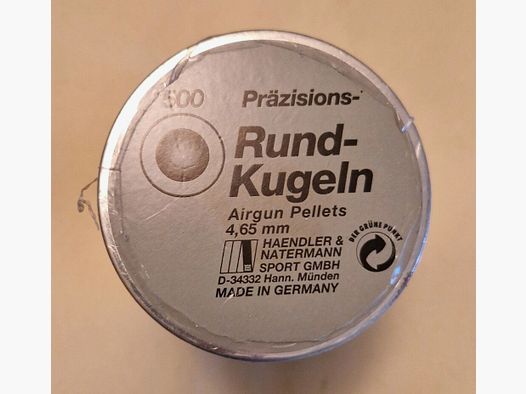 500 Präzisions-
Rund-
Kugeln
Airgun Pellets
4,65 mm
HAENDLER &
NATERMANN
SPORT GMBH
D-34332 Hann. Münden
MADE IN GERMANY
DER GRÜNE PUNKT